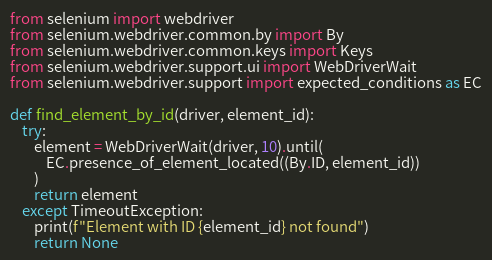 from selenium import webdriver
from selenium.webdriver.common.by import By
from selenium.webdriver.common.keys import Keys
from selenium.webdriver.support.ui import WebDriverWait
from selenium.webdriver.support import expected_conditions as EC

def find_element_by_id(driver, element_id):
    try:
        element = WebDriverWait(driver, 10).until(
            EC.presence_of_element_located((By.ID, element_id))
        )
        return element
    except TimeoutException:
        print(f"Element with ID {element_id} not found")
        return None